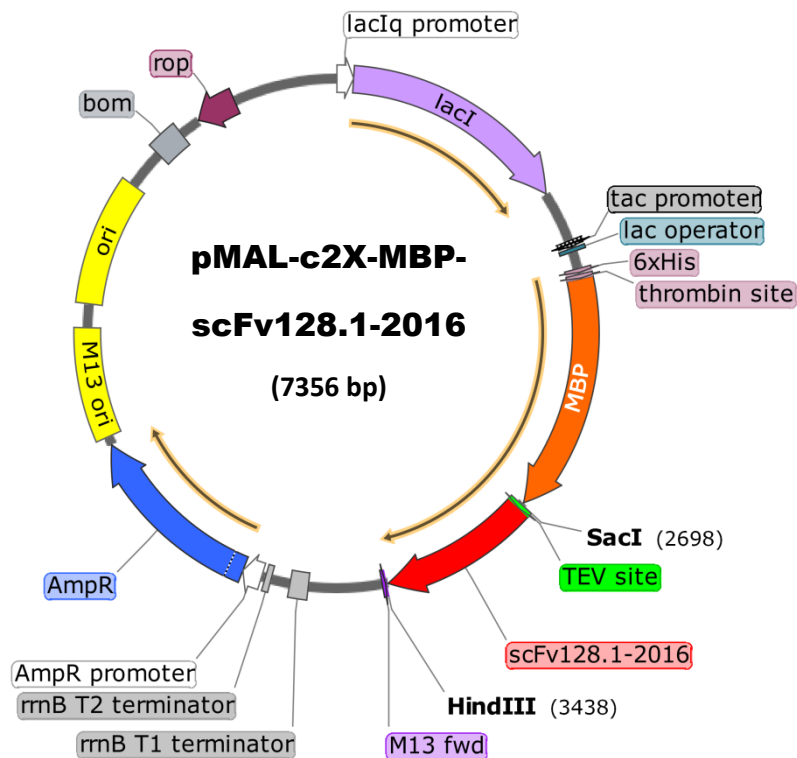 lacIq promoter
rop
lacI
bom
tac promoter
lac operator
6xHis
thrombin site
ori
pMAL-c2X-MBP-
scFv128.1-2016
(7356 bp)
M13 ori
MBP
SacI (2698)
TEV site
AmpR
scFv128.1-2016
AmpR promoter
HindIII (3438)
rrnB T2 terminator
rrnB T1 terminator
M13 fwd